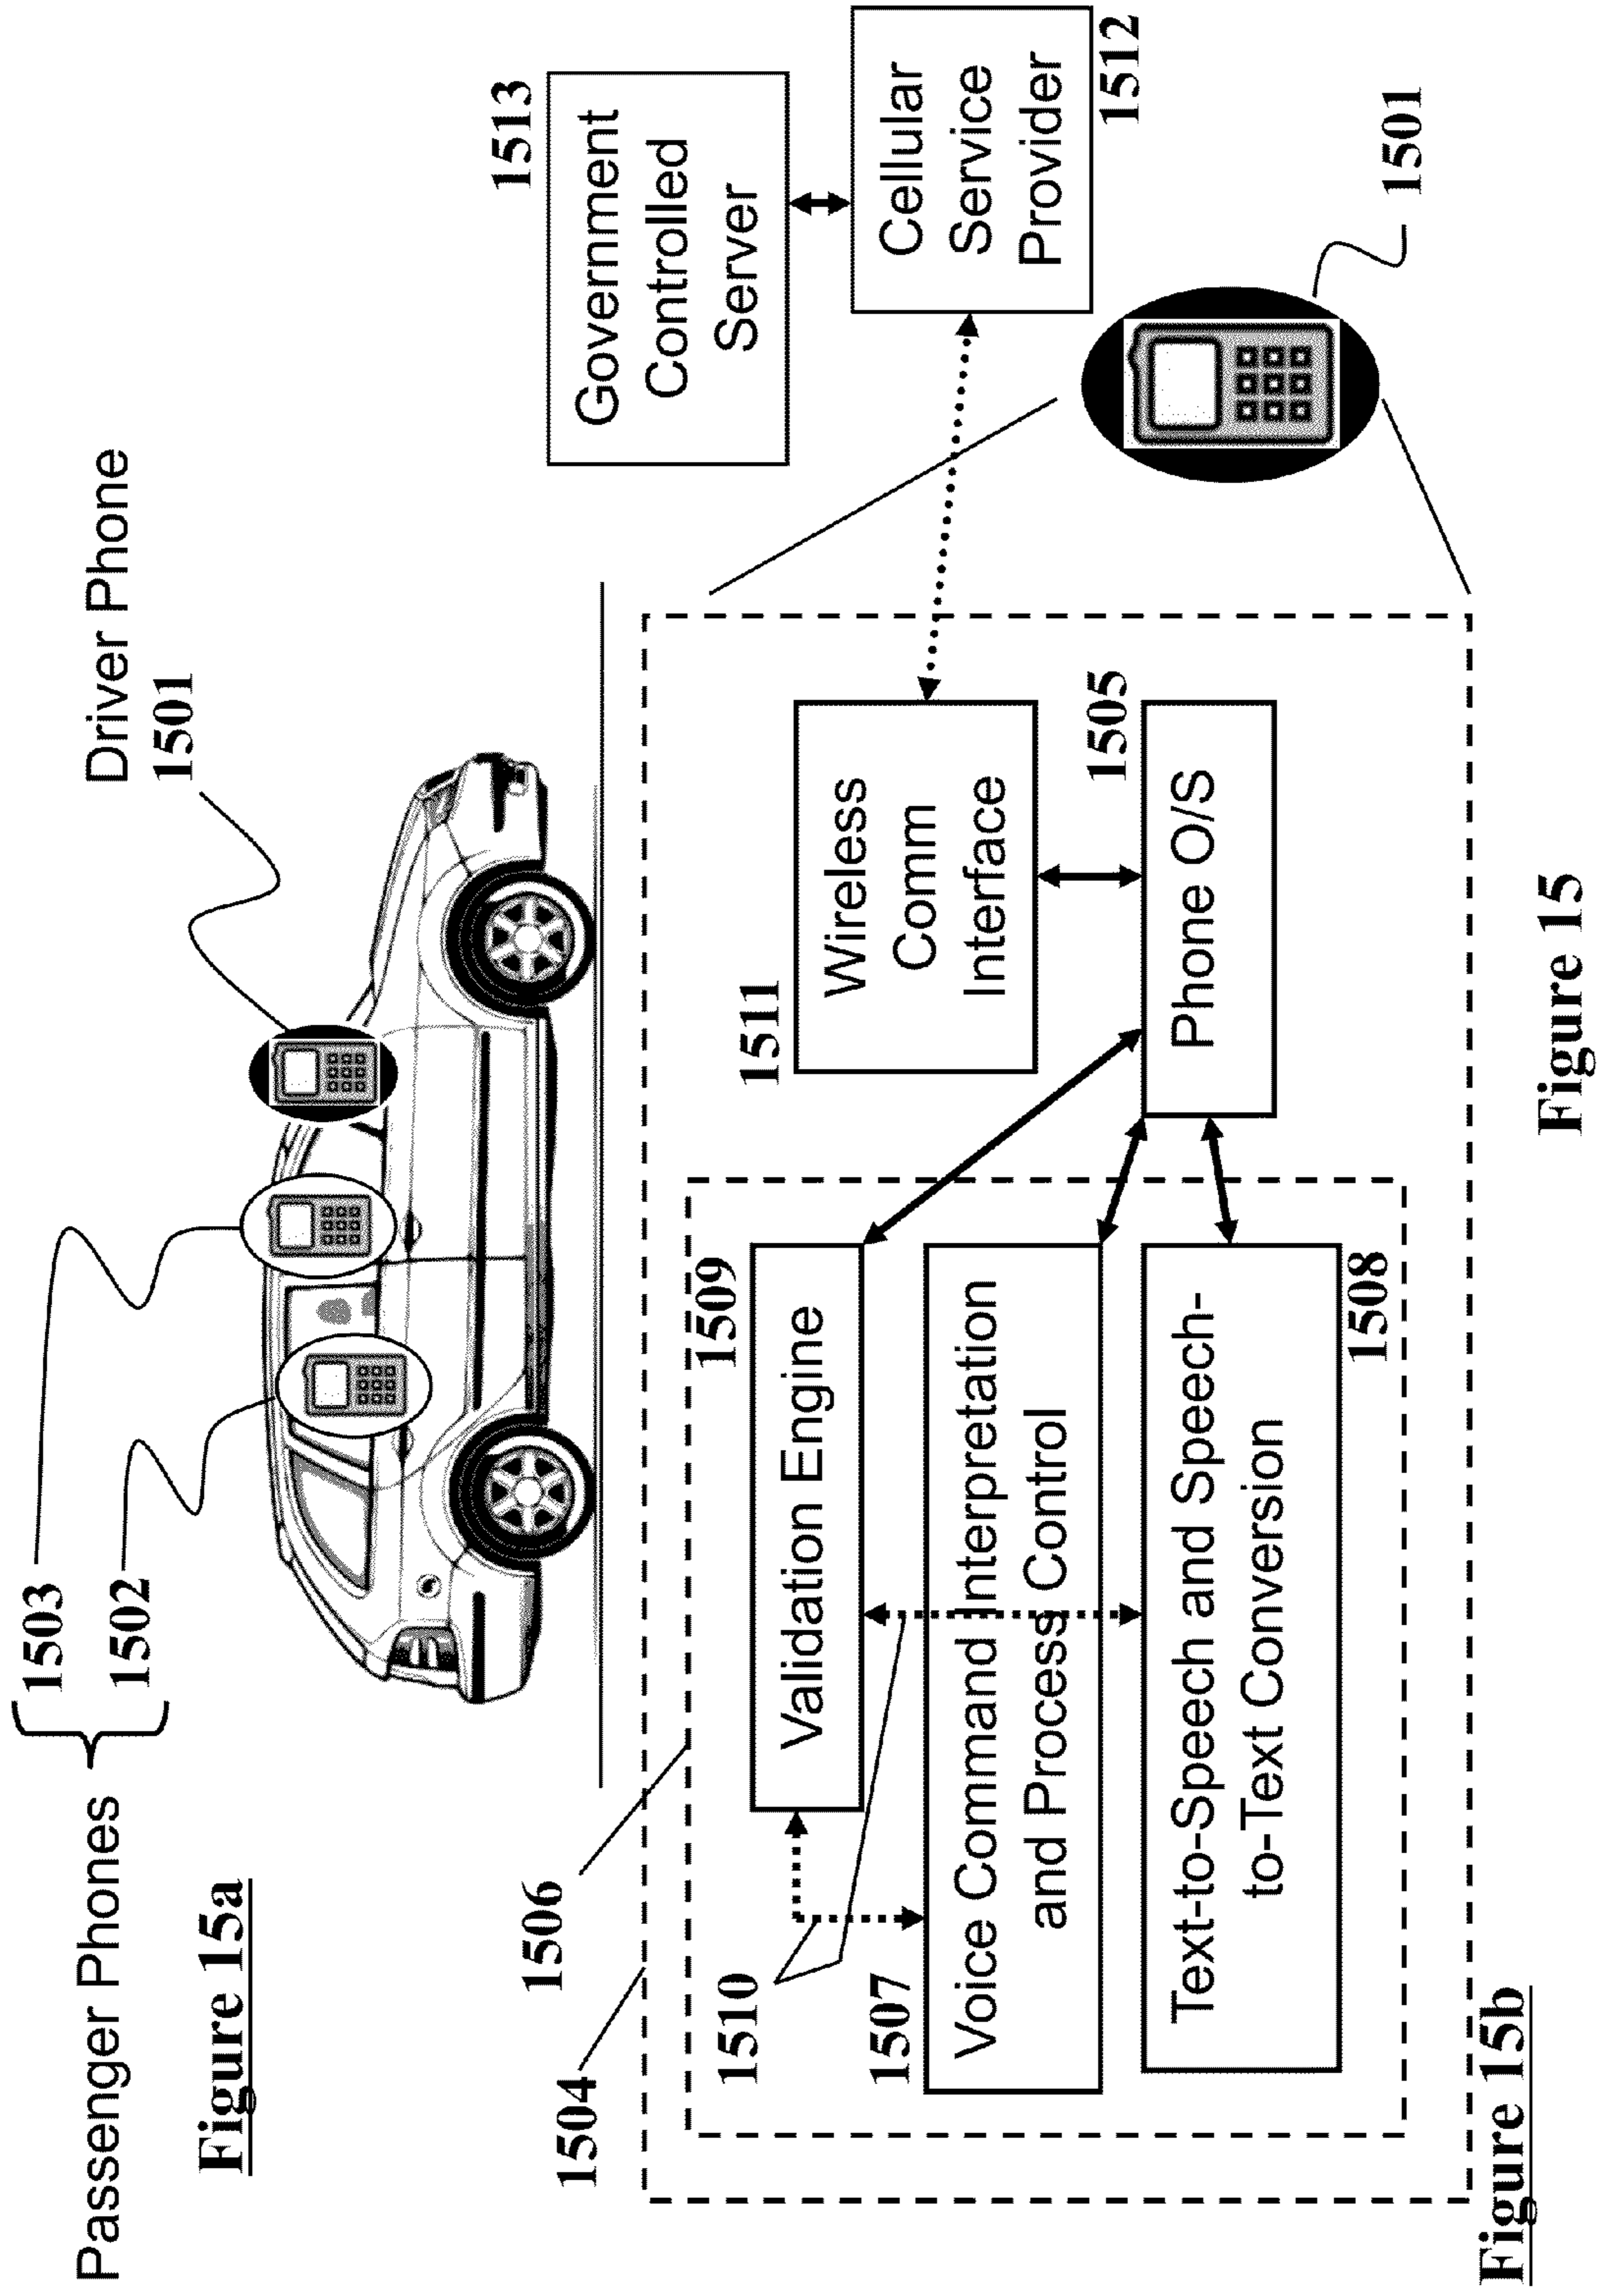 Passenger Phones
1503
1502
Driver Phone
1501
Figure 15a
1513
Government
Controlled
Server
Cellular
Service
Provider
1512
1501
1504
1506
1509
Validation Engine
1510
1507
Voice Command Interpretation
and Process Control
Text-to-Speech and Speech-
to-Text Conversion
1508
1511
Wireless
Comm
Interface
1505
Phone O/S
Figure 15b
Figure 15